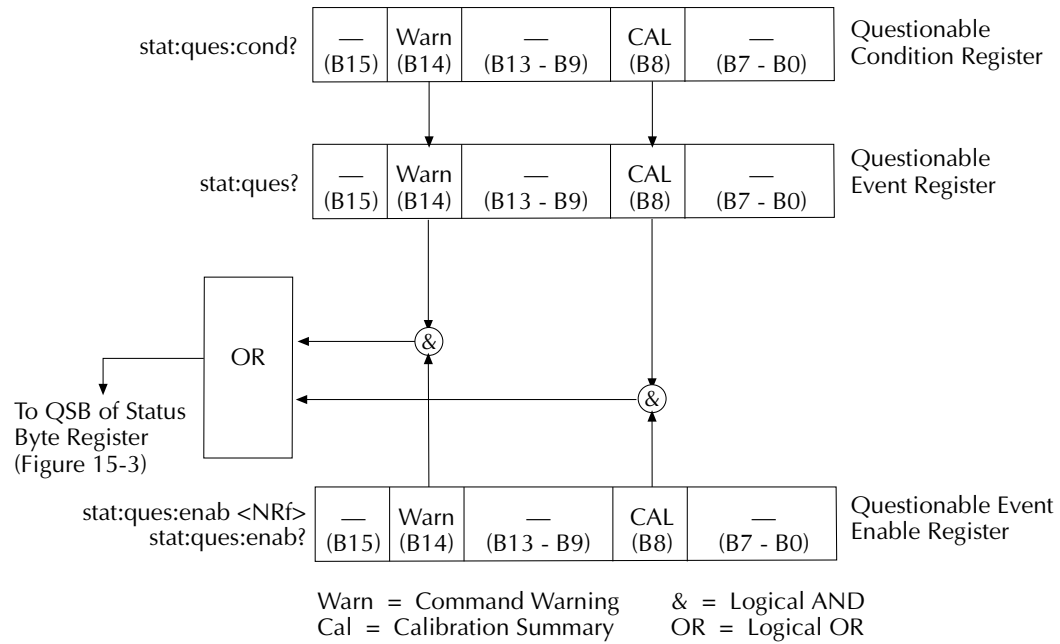 stat:ques:cond?
—
(B15)
Warn
(B14)
—
(B13 - B9)
CAL
(B8)
—
(B7 - B0)
Questionable
Condition Register
stat:ques?
—
(B15)
Warn
(B14)
—
(B13 - B9)
CAL
(B8)
—
(B7 - B0)
Questionable
Event Register
&
OR
&
To QSB of Status
Byte Register
(Figure 15-3)
stat:ques:enab <NRf>
stat:ques:enab?
—
(B15)
Warn
(B14)
—
(B13 - B9)
CAL
(B8)
—
(B7 - B0)
Questionable Event
Enable Register
Warn = Command Warning
Cal = Calibration Summary
& = Logical AND
OR = Logical OR